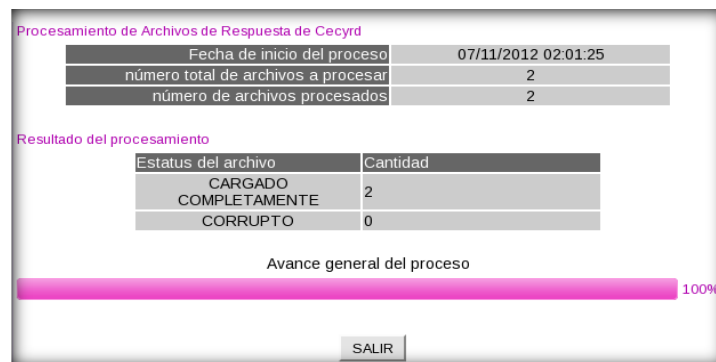 Procesamiento de Archivos de Respuesta de Cecyrd
Fecha de inicio del proceso 07/11/2012 02:01:25
número total de archivos a procesar 2
número de archivos procesados 2
Resultado del procesamiento
Estatus del archivo Cantidad
CARGADO
COMPLETAMENTE 2
CORRUPTO 0
Avance general del proceso
100%
SALIR